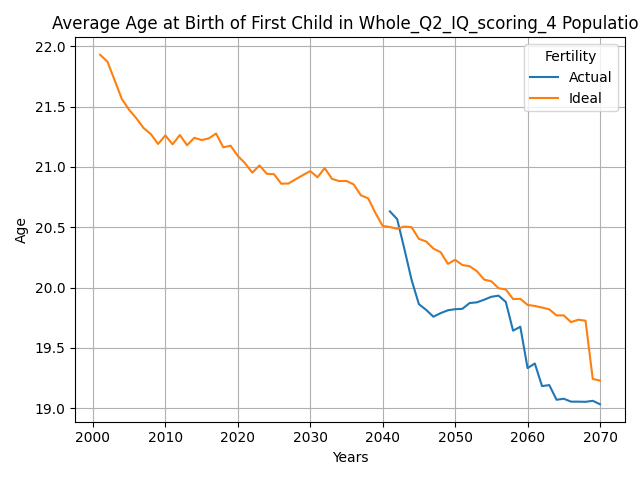 Average Age at Birth of First Child in Whole_Q2_IQ_scoring_4 Populatio
22.0
21.5
21.0
20.5
20.0
19.5
19.0
Age
Fertility
Actual
Ideal
2000 2010 2020 2030 2040 2050 2060 2070
Years